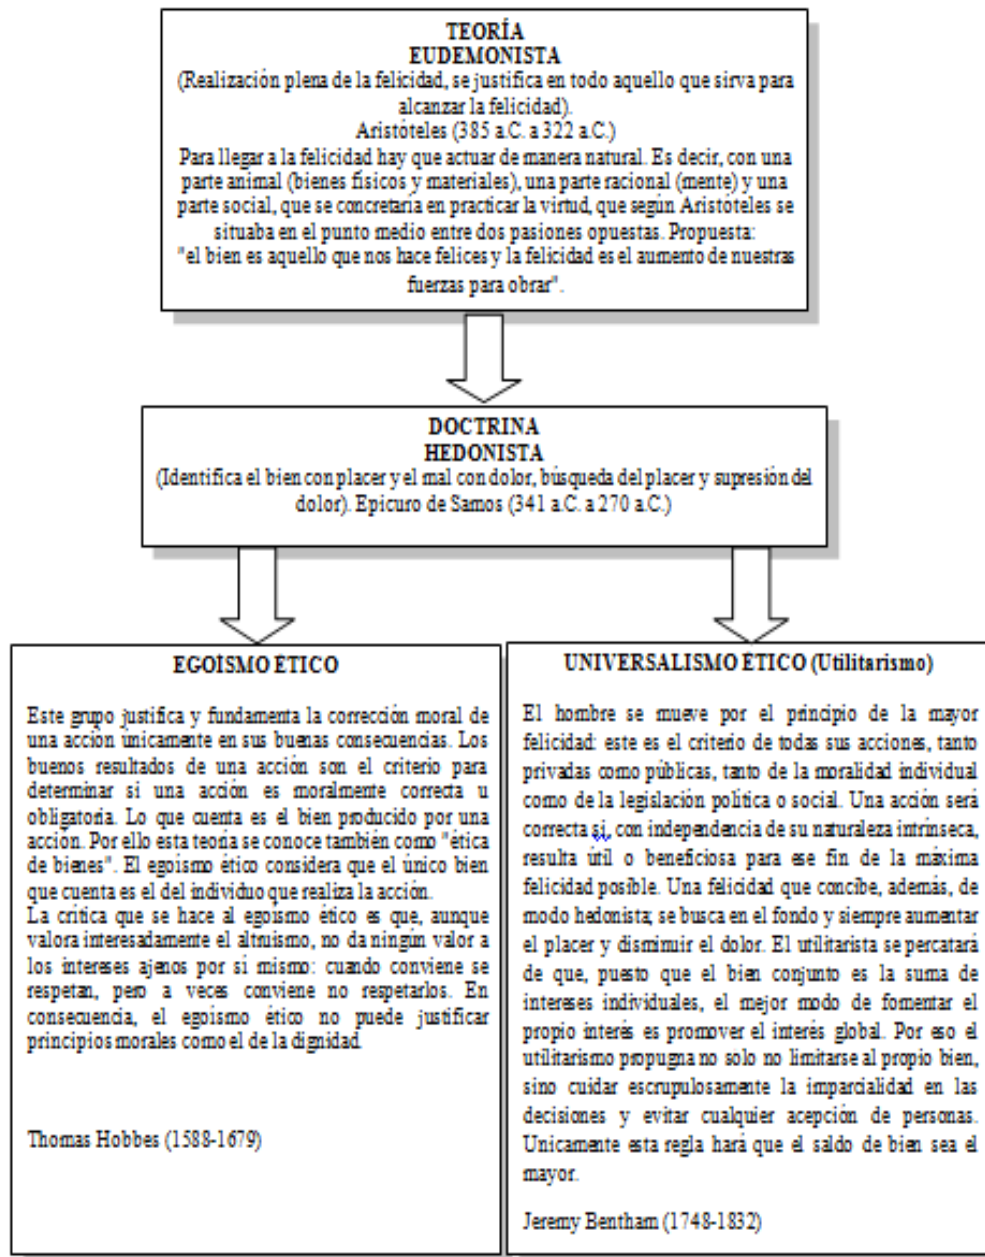 TEORÍA
EUDEMONISTA
(Realización plena de la felicidad, se justifica en todo aquello que sirva para
alcanzar la felicidad).
Aristóteles (385 a.C. a 322 a.C.)
Para llegar a la felicidad hay que actuar de manera natural. Es decir, con una
parte animal (bienes físicos y materiales), una parte racional (mente) y una
parte social, que se concretaría en practicar la virtud, que según Aristóteles se
situaba en el punto medio entre dos pasiones opuestas. Propuesta:
"el bien es aquello que nos hace felices y la felicidad es el aumento de nuestras
fuerzas para obrar".
DOCTRINA
HEDONISTA
(Identifica el bien con placer y el mal con dolor, búsqueda del placer y supresión del
dolor). Epicuro de Samos (341 a.C. a 270 a.C.)
EGOÍSMO ÉTICO
Este grupo justifica y fundamenta la corrección moral de
una acción únicamente en sus buenas consecuencias. Los
buenos resultados de una acción son el criterio para
determinar si una acción es moralmente correcta u
obligatoria. Lo que cuenta es el bien producido por una
acción. Por ello esta teoría se conoce también como "ética
de bienes". El egoísmo ético considera que el único bien
que cuenta es el del individuo que realiza la acción.
La crítica que se hace al egoísmo ético es que, aunque
valora interesadamente el altruismo, no da ningún valor a
los intereses ajenos por sí mismo: cuando conviene se
respetan, pero a veces conviene no respetarlos. En
consecuencia, el egoísmo ético no puede justificar
principios morales como el de la dignidad.
Thomas Hobbes (1588-1679)
UNIVERSALISMO ÉTICO (Utilitarismo)
El hombre se mueve por el principio de la mayor
felicidad: este es el criterio de todas sus acciones, tanto
privadas como públicas, tanto de la moralidad individual
como de la legislación política o social. Una acción será
correcta si, con independencia de su naturaleza intrínseca,
resulta útil o beneficiosa para ese fin de la máxima
felicidad posible. Una felicidad que concibe, además, de
modo hedonista; se busca en el fondo y siempre aumentar
el placer y disminuir el dolor. El utilitarista se percatará
de que, puesto que el bien conjunto es la suma de
intereses individuales, el mejor modo de fomentar el
propio interés es promover el interés global. Por eso el
utilitarismo propugna no solo no limitarse al propio bien,
sino cuidar escrupulosamente la imparcialidad en las
decisiones y evitar cualquier acepción de personas.
Unicamente esta regla hará que el saldo de bien sea el
mayor.
Jeremy Bentham (1748-1832)